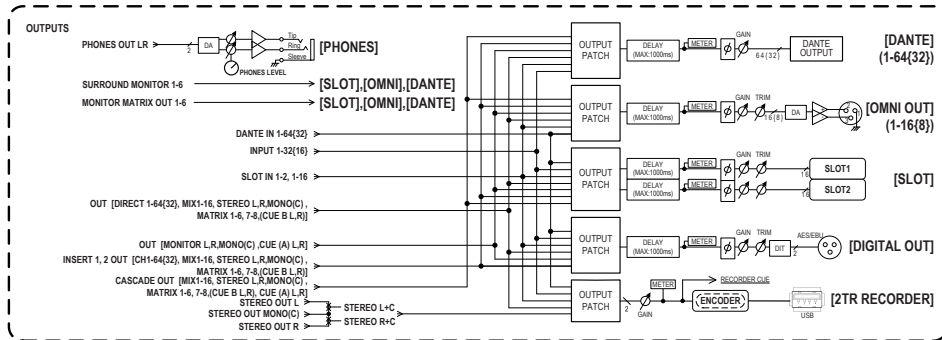 OUTPUTS
PHONES OUT LR
2
DA
Tip
Ring
Sleeve
PHONES LEVEL
[PHONES]
SURROUND MONITOR 1-6
[SLOT],[OMNI],[DANTE]
MONITOR MATRIX OUT 1-6
[SLOT],[OMNI],[DANTE]
DANTE IN 1-64{32}
INPUT 1-32{16}
SLOT IN 1-2, 1-16
OUT [DIRECT 1-64{32}, MIX1-16, STEREO L,R,MONO(C) ,
MATRIX 1-6, 7-8,(CUE B L,R)]
OUT [MONITOR L,R,MONO(C) ,CUE (A) L,R]
INSERT 1, 2 OUT [CH1-64{32}, MIX1-16, STEREO L,R,MONO(C) ,
MATRIX 1-6, 7-8,(CUE B L,R)]
CASCADE OUT [MIX1-16, STEREO L,R,MONO(C) ,
MATRIX 1-6, 7-8,(CUE B L,R), CUE (A) L,R]
STEREO OUT L
STEREO OUT MONO(C)
STEREO OUT R
STEREO L+C
STEREO R+C
OUTPUT
PATCH
DELAY
(MAX:1000ms)
METER
ϕ
GAIN
64{32}
DANTE
OUTPUT
[DANTE]
(1-64{32})
OUTPUT
PATCH
DELAY
(MAX:1000ms)
METER
ϕ
GAIN TRIM
16{8}
DA
[OMNI OUT]
(1-16{8})
OUTPUT
PATCH
DELAY
(MAX:1000ms)
METER
ϕ
GAIN TRIM
16
SLOT1
DELAY
(MAX:1000ms)
METER
ϕ
16
SLOT2
[SLOT]
OUTPUT
PATCH
DELAY
(MAX:1000ms)
METER
ϕ
GAIN TRIM
DIT
2
AES/EBU
[DIGITAL OUT]
OUTPUT
PATCH
2
GAIN
METER
RECORDER CUE
ENCODER
USB
[2TR RECORDER]